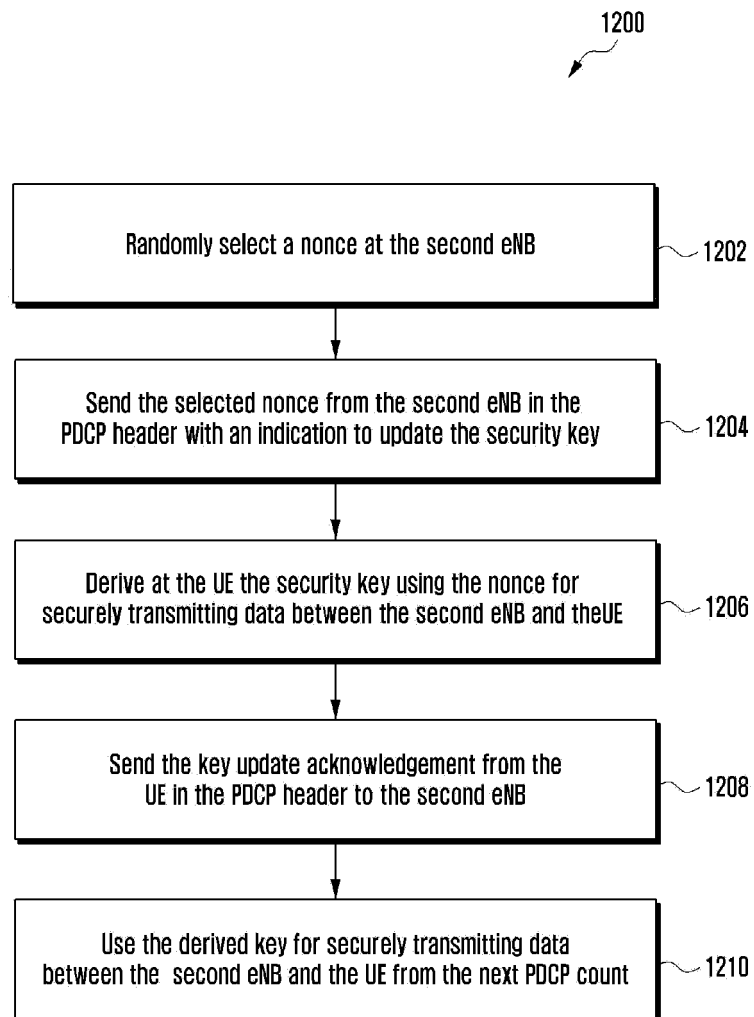 1200
Randomly select a nonce at the second eNB
1202
Send the selected nonce from the second eNB in the
PDCP header with an indication to update the security key
1204
Derive at the UE the security key using the nonce for
securely transmitting data between the second eNB and theUE
1206
Send the key update acknowledgement from the
UE in the PDCP header to the second eNB
1208
Use the derived key for securely transmitting data
between the second eNB and the UE from the next PDCP count
1210